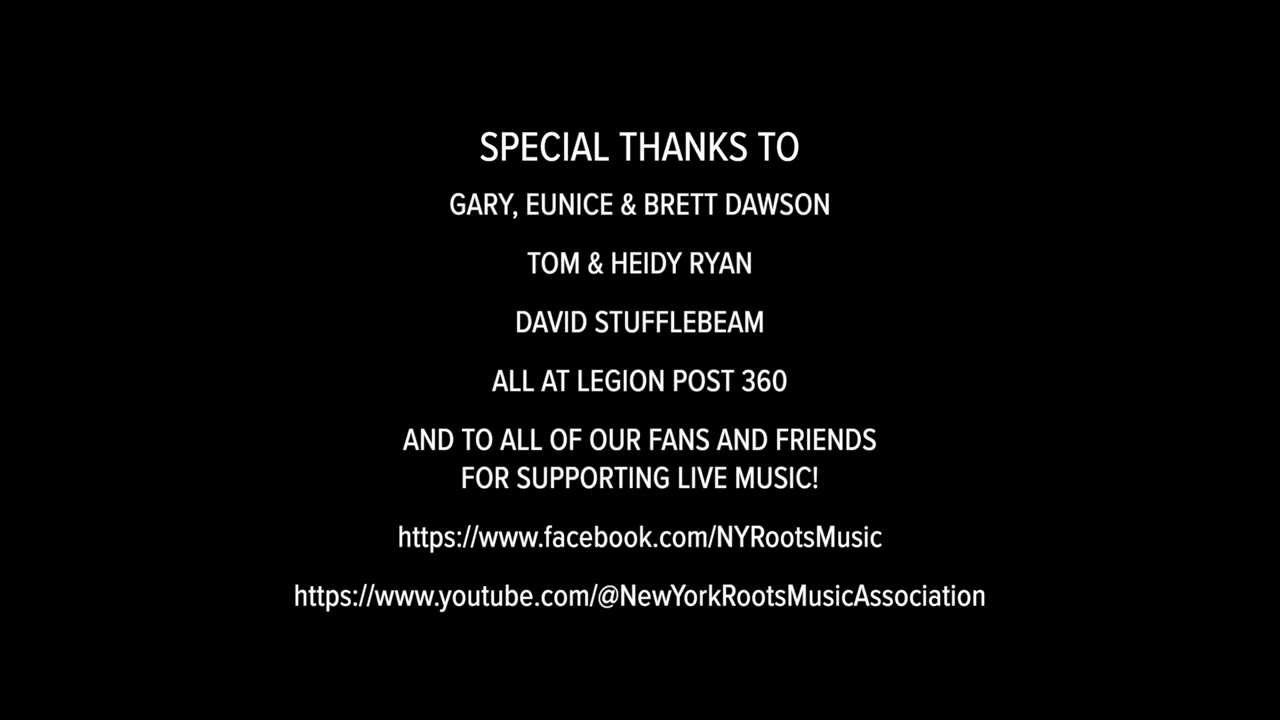 SPECIAL THANKS TO
GARY, EUNICE & BRETT DAWSON
TOM & HEIDY RYAN
DAVID STUFFLEBEAM
ALL AT LEGION POST 360
AND TO ALL OF OUR FANS AND FRIENDS
FOR SUPPORTING LIVE MUSIC!
https://www.facebook.com/NYRootsMusic
https://www.youtube.com/@NewYorkRootsMusicAssociation